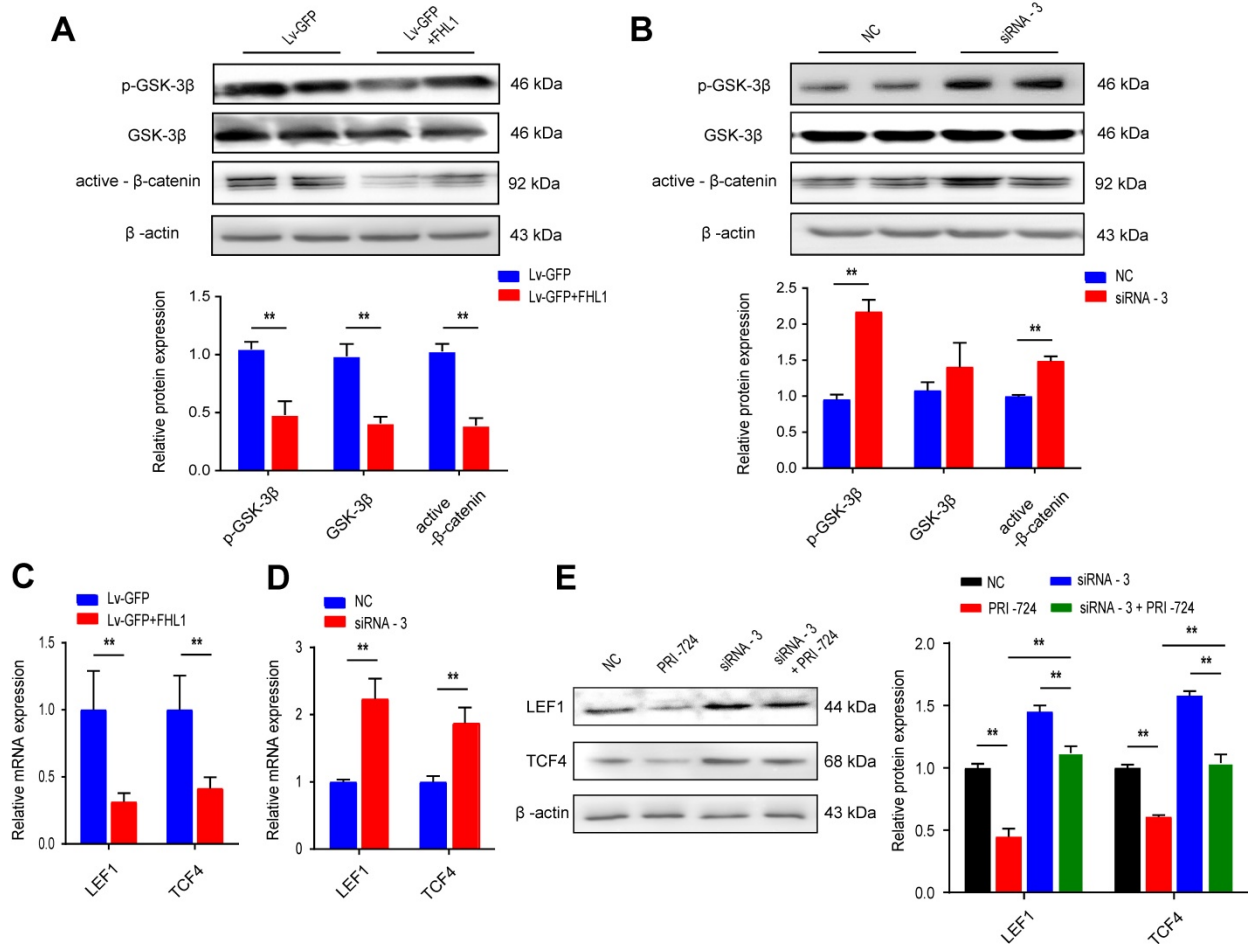 A
Lv-GFP
Lv-GFP
+FHL1
p-GSK-3β
46 kDa
GSK-3β
46 kDa
active - β-catenin
92 kDa
β -actin
43 kDa
Lv-GFP
Lv-GFP+FHL1
Relative protein expression
1.5
1.0
0.5
0.0
**
**
**
p-GSK-3β
GSK-3β
active
-β-catenin
B
NC
siRNA - 3
p-GSK-3β
46 kDa
GSK-3β
46 kDa
active - β-catenin
92 kDa
β -actin
43 kDa
NC
siRNA - 3
Relative protein expression
2.5
2.0
1.5
1.0
0.5
0.0
**
**
p-GSK-3β
GSK-3β
active
-β-catenin
C
Lv-GFP
Lv-GFP+FHL1
Relative mRNA expression
1.5
1.0
0.5
0.0
**
**
LEF1
TCF4
D
NC
siRNA - 3
Relative mRNA expression
3
2
1
0
**
**
LEF1
TCF4
E
NC
PRI -724
siRNA - 3
siRNA - 3
+ PRI -724
LEF1
44 kDa
TCF4
68 kDa
β -actin
43 kDa
NC
siRNA - 3
PRI -724
siRNA - 3 + PRI -724
Relative protein expression
2.0
1.5
1.0
0.5
0.0
**
**
**
**
**
**
LEF1
TCF4